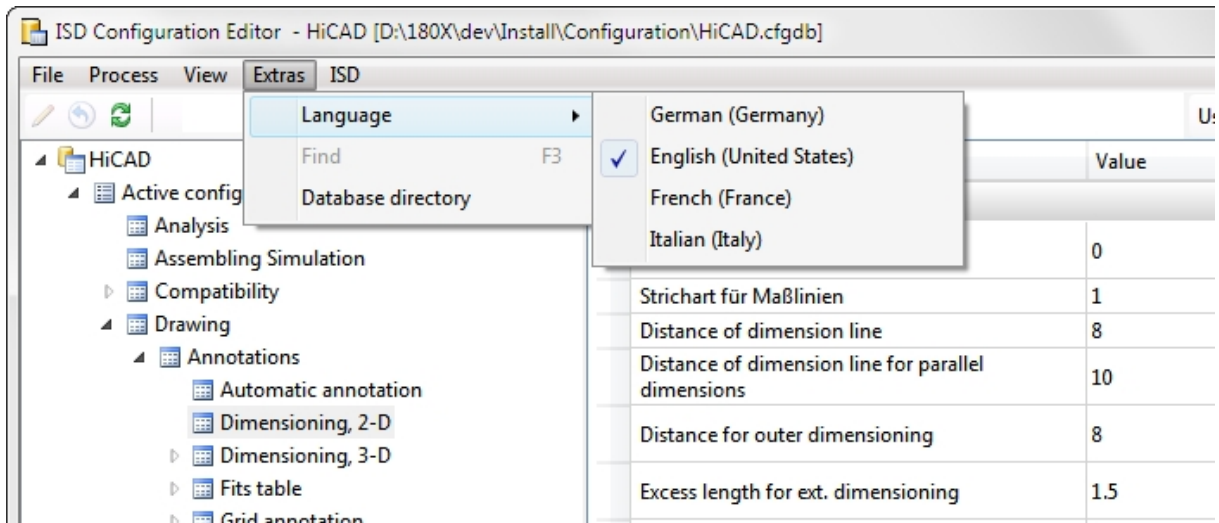 ISD Configuration Editor - HiCAD [D:\180X\dev\Install\Configuration\HiCAD.cfgdb]
File Process View Extras ISD
Language
Find F3
Database directory
German (Germany)
English (United States)
French (France)
Italian (Italy)
HiCAD
Active config
Analysis
Assembling Simulation
Compatibility
Drawing
Annotations
Automatic annotation
Dimensioning, 2-D
Dimensioning, 3-D
Fits table
Grid annotation
Value
0
Strichart für Maßlinien 1
Distance of dimension line 8
Distance of dimension line for parallel
dimensions 10
Distance for outer dimensioning 8
Excess length for ext. dimensioning 1.5